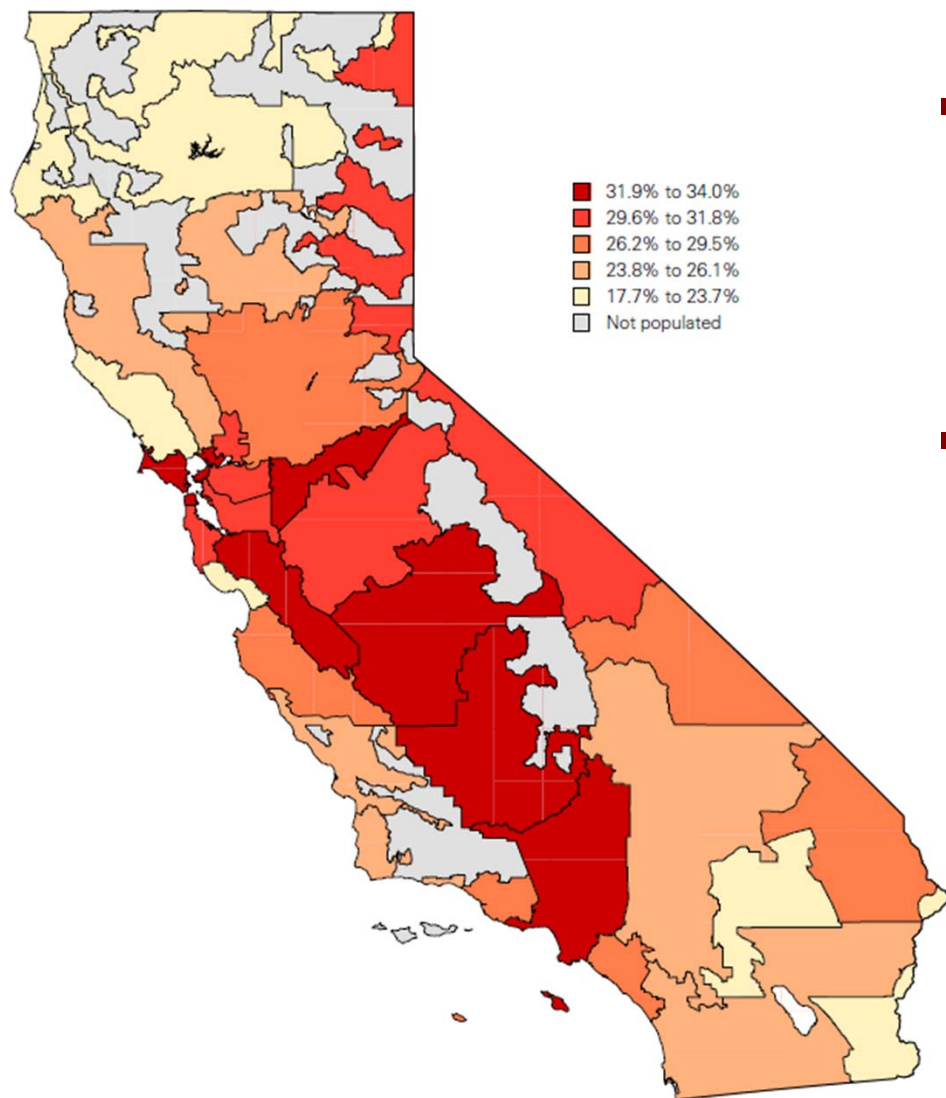 31.9% to 34.0%
29.6% to 31.8%
26.2% to 29.5%
23.8% to 26.1%
17.7% to 23.7%
Not populated